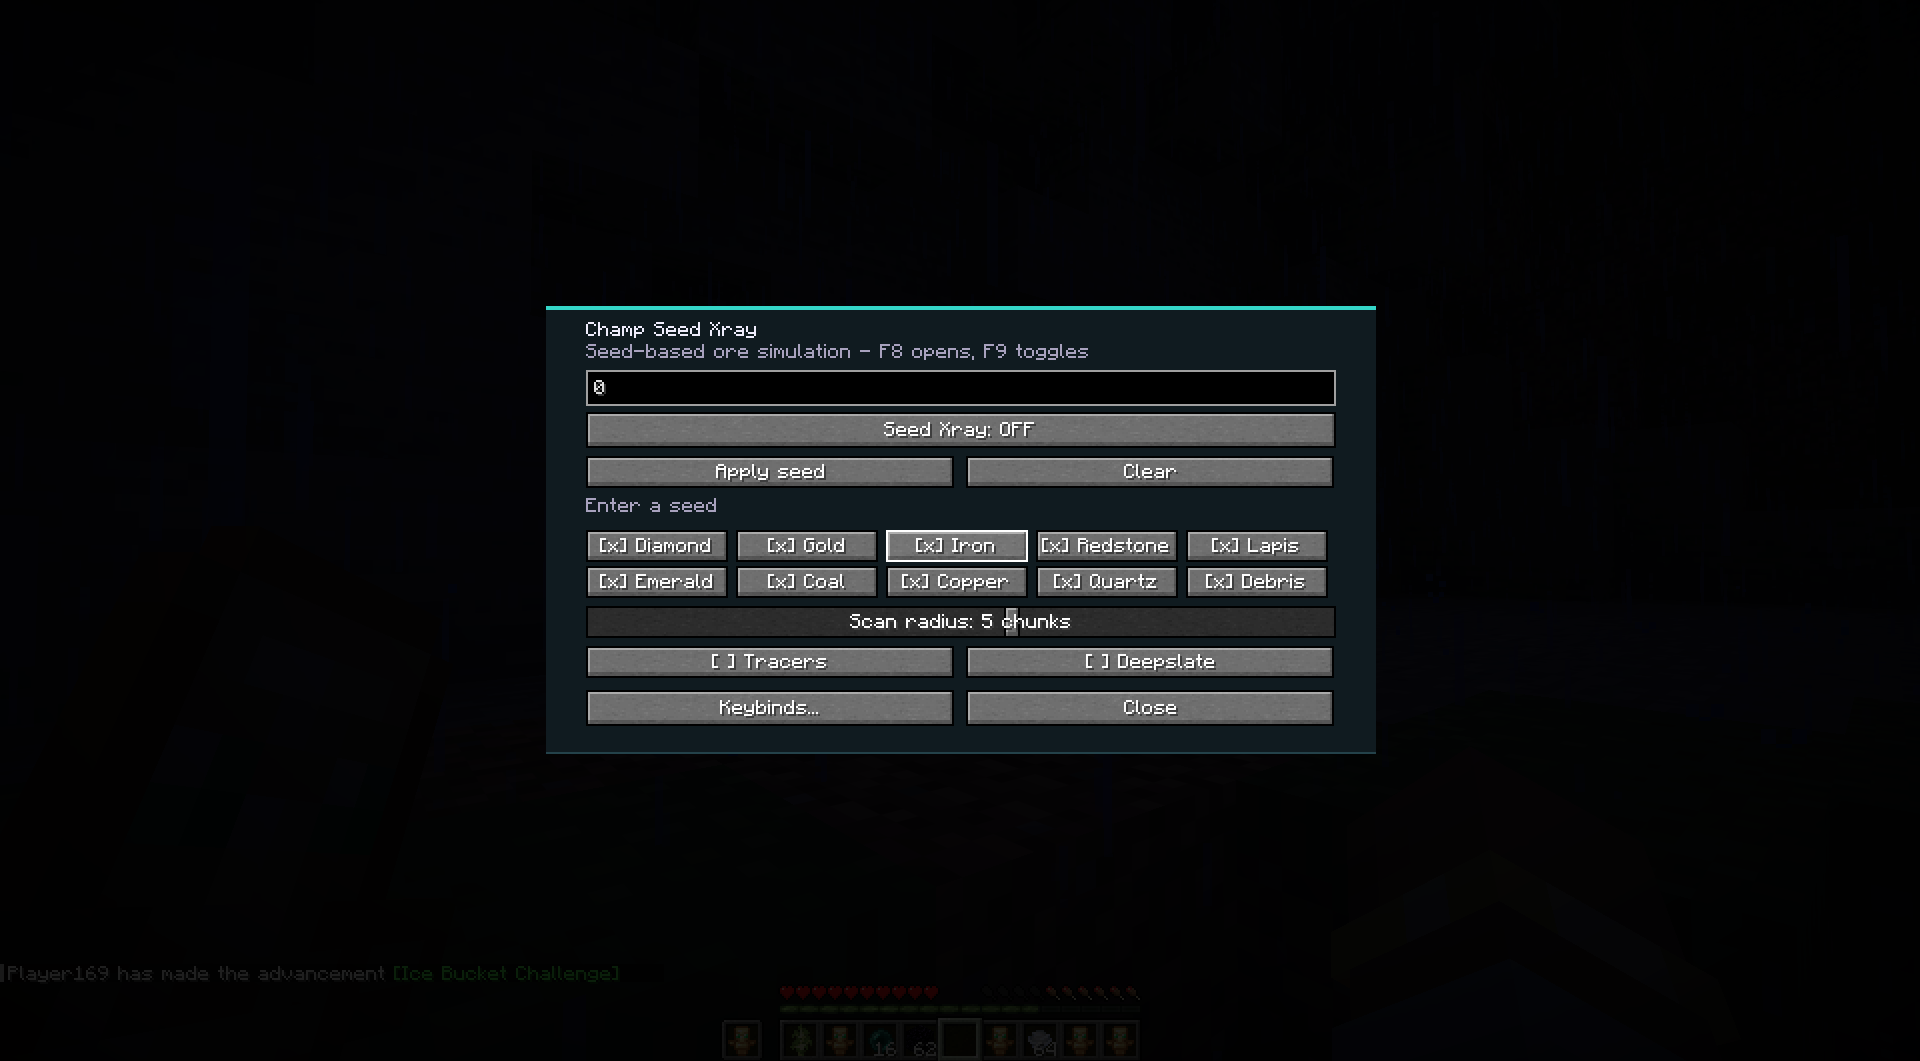 Champ Seed Xray
Seed-based ore simulation - F8 opens, F9 toggles
0
Seed Xray: OFF
Apply seed Clear
Enter a seed
[x] Diamond [x] Gold [x] Iron [x] Redstone [x] Lapis
[x] Emerald [x] Coal [x] Copper [x] Quartz [x] Debris
Scan radius: 5 chunks
[ ] Tracers [ ] Deepslate
Keybinds... Close
Player169 has made the advancement [Ice Bucket Challenge]
16 62 64